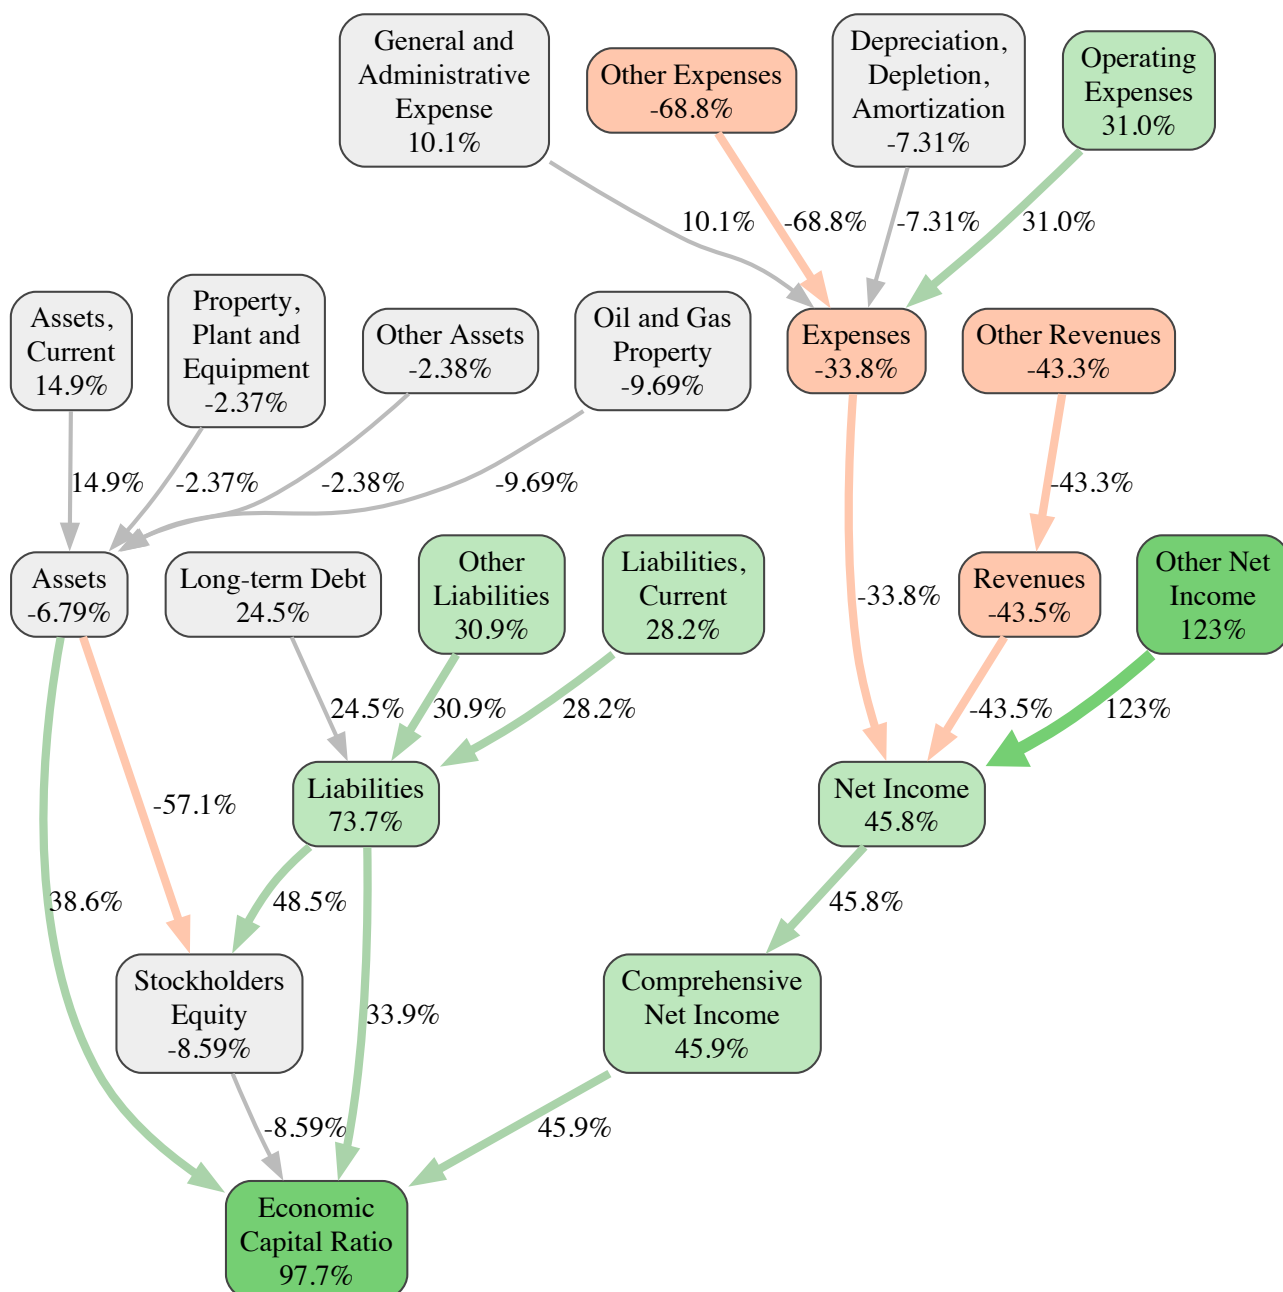 General and
Administrative
Expense
10.1%
Other Expenses
-68.8%
Depreciation,
Depletion,
Amortization
-7.31%
Operating
Expenses
31.0%
10.1%
-68.8%
-7.31%
31.0%
Assets,
Current
14.9%
Property,
Plant and
Equipment
-2.37%
Other Assets
-2.38%
Oil and Gas
Property
-9.69%
Expenses
-33.8%
Other Revenues
-43.3%
14.9%
-2.37%
-2.38%
-9.69%
-43.3%
Assets
-6.79%
Long-term Debt
24.5%
Other
Liabilities
30.9%
Liabilities,
Current
28.2%
-33.8%
Revenues
-43.5%
Other Net
Income
123%
24.5%
30.9%
28.2%
-43.5%
123%
-57.1%
Liabilities
73.7%
Net Income
45.8%
38.6%
48.5%
45.8%
Stockholders
Equity
-8.59%
33.9%
Comprehensive
Net Income
45.9%
-8.59%
45.9%
Economic
Capital Ratio
97.7%